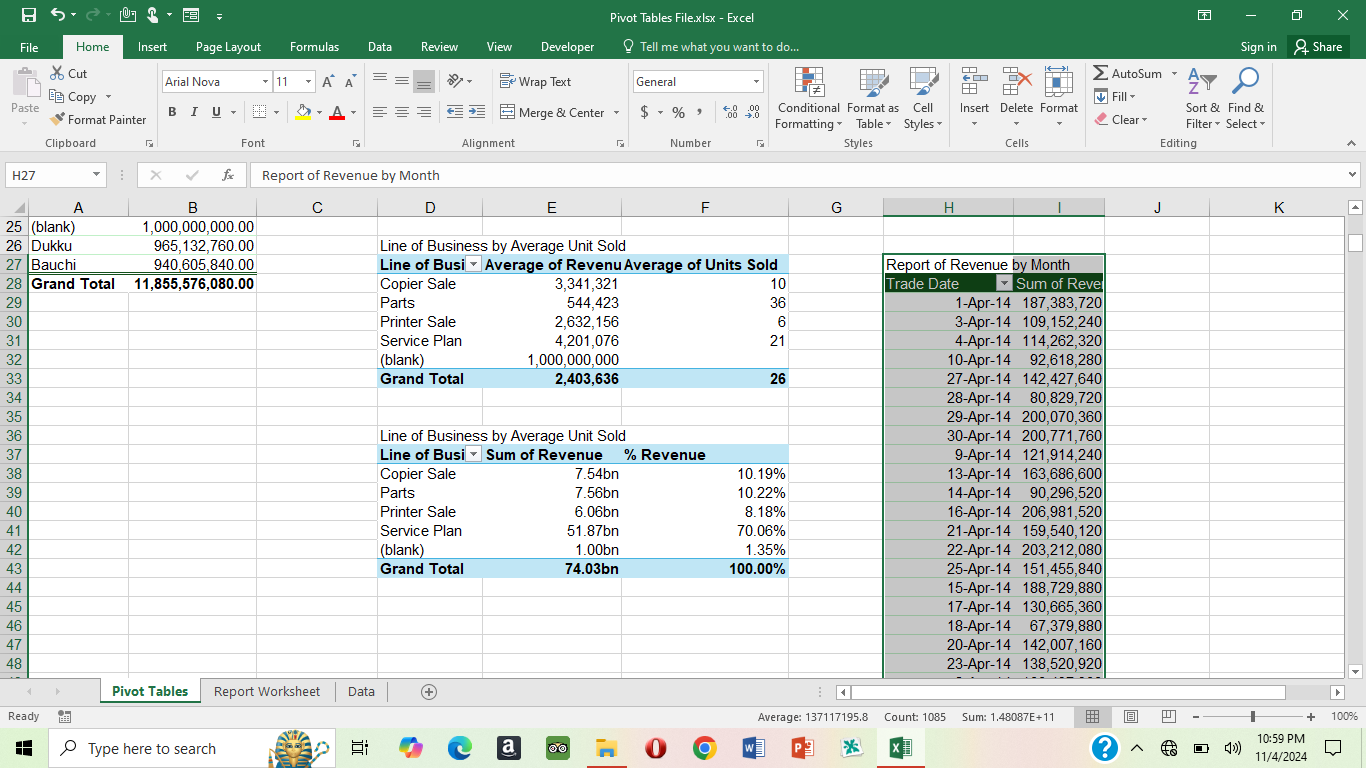 Pivot Tables File.xlsx - Excel
File Home Insert Page Layout Formulas Data Review View Developer Tell me what you want to do... Sign in Share
Paste
Cut
Copy
Format Painter
Clipboard
Arial Nova 11 A A
B I U A
Font
Wrap Text
Merge & Center
Alignment
General
$ % , .0 .00 .00 .0
Number
Conditional Formatting
Format as Table
Cell Styles
Styles
Insert Delete Format
Cells
AutoSum
Fill
Clear
Sort & Filter
Find & Select
Editing
H27 fx Report of Revenue by Month
A B C D E F G H I J K
25 (blank) 1,000,000,000.00
26 Dukku 965,132,760.00 Line of Business by Average Unit Sold
27 Bauchi 940,605,840.00 Line of Busi Average of Revenu Average of Units Sold Report of Revenue by Month
28 Grand Total 11,855,576,080.00 Copier Sale 3,341,321 10 Trade Date Sum of Reve
29 Parts 544,423 36 1-Apr-14 187,383,720
30 Printer Sale 2,632,156 6 3-Apr-14 109,152,240
31 Service Plan 4,201,076 21 4-Apr-14 114,262,320
32 (blank) 1,000,000,000 10-Apr-14 92,618,280
33 Grand Total 2,403,636 26 27-Apr-14 142,427,640
34 28-Apr-14 80,829,720
35 29-Apr-14 200,070,360
36 Line of Business by Average Unit Sold 30-Apr-14 200,771,760
37 Line of Busi Sum of Revenue % Revenue 9-Apr-14 121,914,240
38 Copier Sale 7.54bn 10.19% 13-Apr-14 163,686,600
39 Parts 7.56bn 10.22% 14-Apr-14 90,296,520
40 Printer Sale 6.06bn 8.18% 16-Apr-14 206,981,520
41 Service Plan 51.87bn 70.06% 21-Apr-14 159,540,120
42 (blank) 1.00bn 1.35% 22-Apr-14 203,212,080
43 Grand Total 74.03bn 100.00% 25-Apr-14 151,455,840
44 15-Apr-14 188,729,880
45 17-Apr-14 130,665,360
46 18-Apr-14 67,379,880
47 20-Apr-14 142,007,160
48 23-Apr-14 138,520,920
Pivot Tables Report Worksheet Data
Ready Average: 137117195.8 Count: 1085 Sum: 1.48087E+11 100%
Type here to search
10:59 PM
11/4/2024